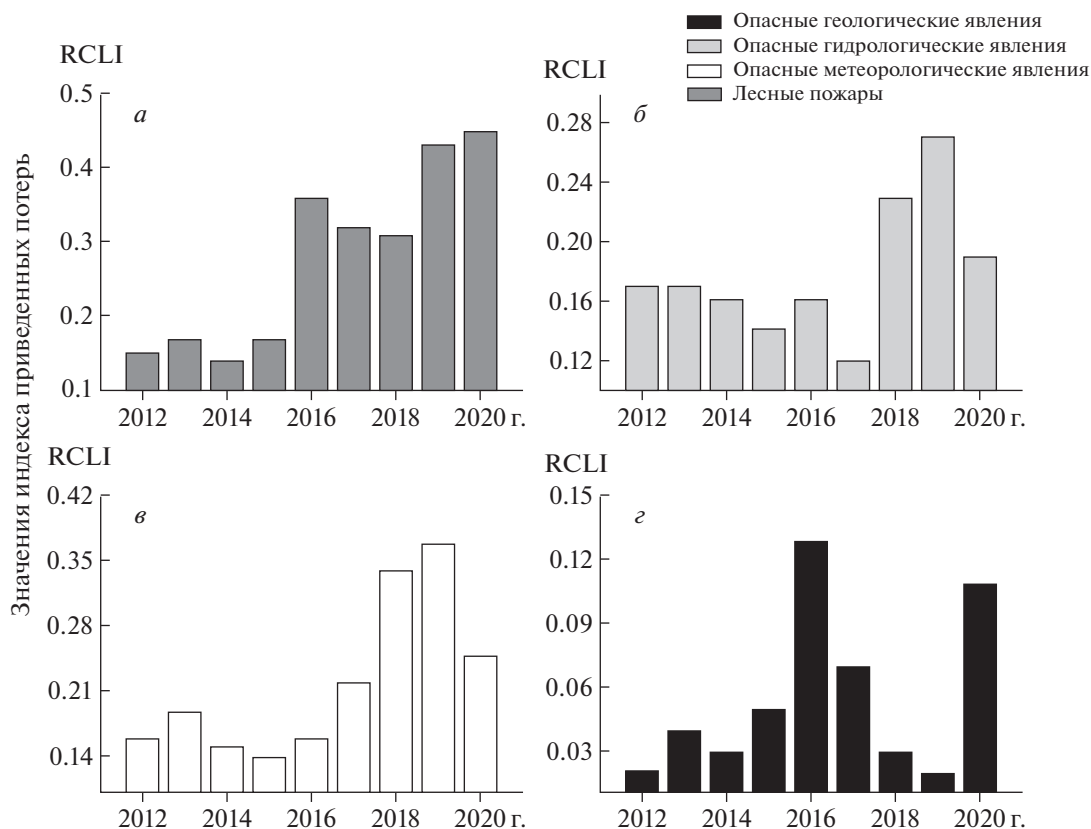 Опасные геологические явления
Опасные гидрологические явления
Опасные метеорологические явления
Лесные пожары
Значения индекса приведенных потерь
RCLI
а
0.5
0.4
0.3
0.2
0.1
2012 2014 2016 2018 2020 г.
RCLI
б
0.28
0.24
0.20
0.16
0.12
2012 2014 2016 2018 2020 г.
RCLI
в
0.42
0.35
0.28
0.21
0.14
2012 2014 2016 2018 2020 г.
RCLI
г
0.15
0.12
0.09
0.06
0.03
2012 2014 2016 2018 2020 г.